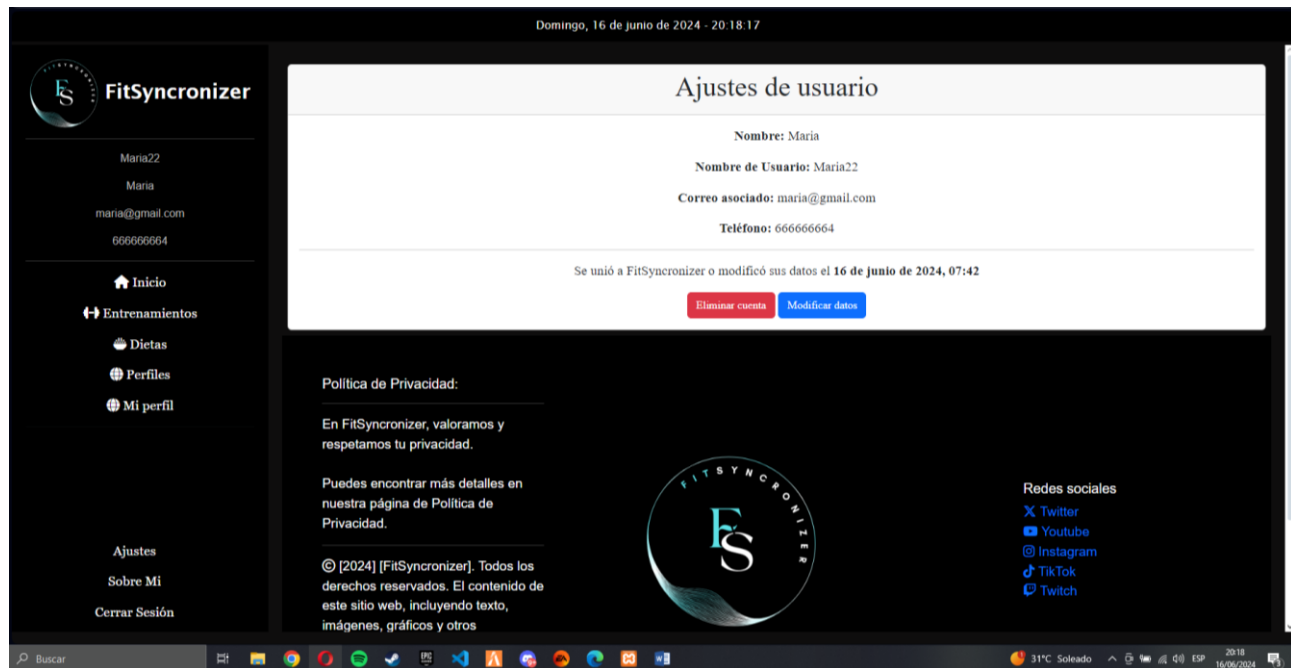 Domingo, 16 de junio de 2024 - 20:18:17
FITSYNCRONIZER
FS
FitSyncronizer
Maria22
Maria
maria@gmail.com
666666664
Inicio
Entrenamientos
Dietas
Perfiles
Mi perfil
Ajustes
Sobre Mi
Cerrar Sesión
Ajustes de usuario
Nombre: Maria
Nombre de Usuario: Maria22
Correo asociado: maria@gmail.com
Teléfono: 666666664
Se unió a FitSyncronizer o modificó sus datos el 16 de junio de 2024, 07:42
Eliminar cuenta
Modificar datos
Política de Privacidad:
En FitSyncronizer, valoramos y
respetamos tu privacidad.
Puedes encontrar más detalles en
nuestra página de Política de
Privacidad.
© [2024] [FitSyncronizer]. Todos los
derechos reservados. El contenido de
este sitio web, incluyendo texto,
imágenes, gráficos y otros
FITSYNCRONIZER
FS
Redes sociales
Twitter
Youtube
Instagram
TikTok
Twitch
Buscar
EPIC
31°C Soleado
ESP
20:18
16/06/2024